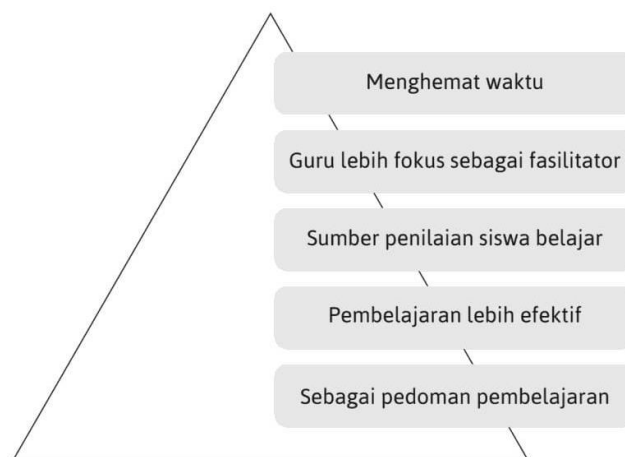 Menghemat waktu
Guru lebih fokus sebagai fasilitator
Sumber penilaian siswa belajar
Pembelajaran lebih efektif
Sebagai pedoman pembelajaran